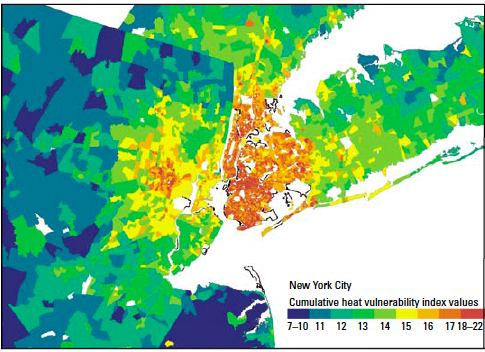 New York City
Cumulative heat vulnerability index values
7–10 11 12 13 14 15 16 17 18–22